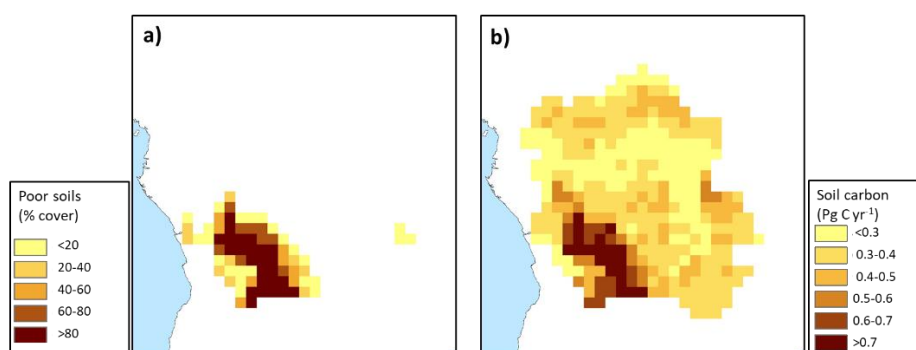 a)
b)
Poor soils
(% cover)
<20
20-40
40-60
60-80
>80
Soil carbon
(Pg C yr⁻¹)
<0.3
0.3-0.4
0.4-0.5
0.5-0.6
0.6-0.7
>0.7